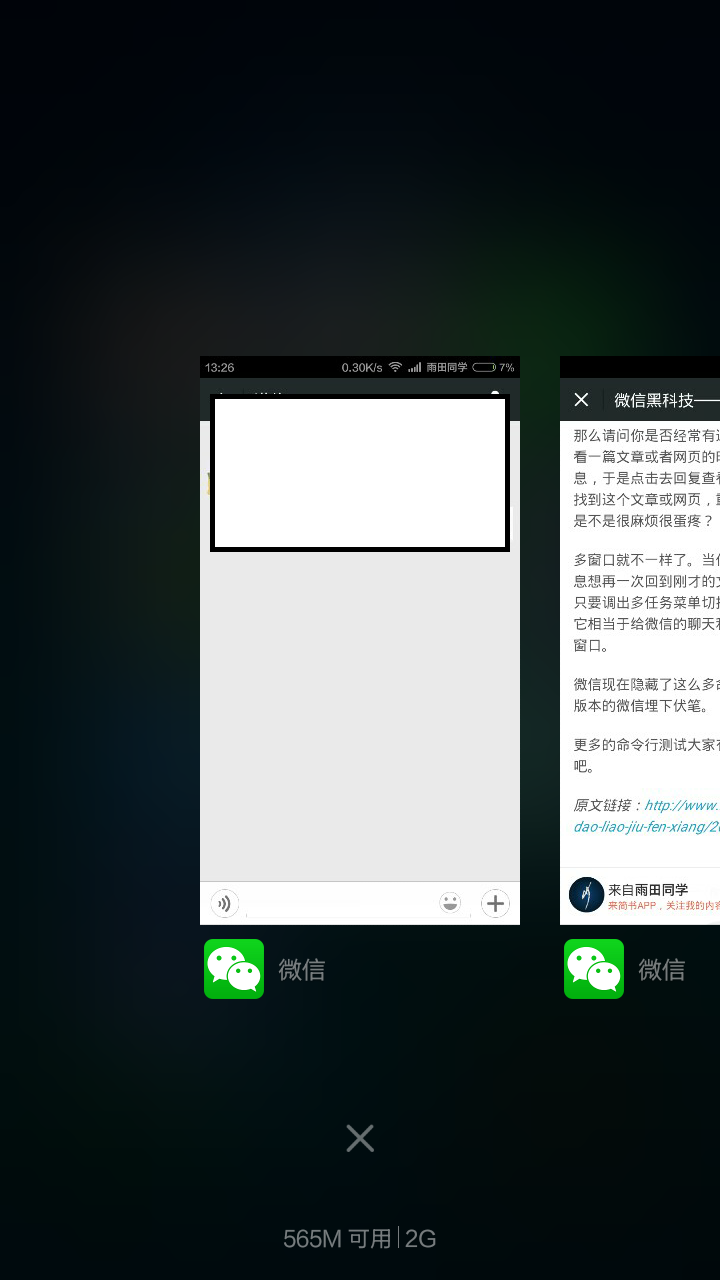 13:26 0.30K/s 雨田同学 7%
微信黑科技——
那么请问你是否经常有
看一篇文章或者网页的
息，于是点击去回复查
找到这个文章或网页，
是不是很麻烦很蛋疼？
多窗口就不一样了。当
息想再一次回到刚才的
只要调出多任务菜单切
它相当于给微信的聊天
窗口。
微信现在隐藏了这么多
版本的微信埋下伏笔。
更多的命令行测试大家
吧。
原文链接：http://www.
dao-liao-jiu-fen-xiang/2
来自雨田同学
来简书APP，关注我的内
微信
微信
565M 可用|2G